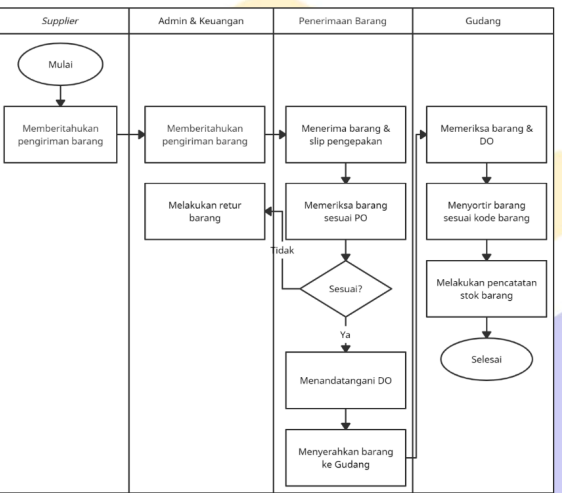 Supplier
Admin & Keuangan
Penerimaan Barang
Gudang
Mulai
Memberitahukan
pengiriman barang
Memberitahukan
pengiriman barang
Menerima barang &
slip pengepakan
Memeriksa barang &
DO
Melakukan retur
barang
Memeriksa barang
sesuai PO
Menyortir barang
sesuai kode barang
Tidak
Sesuai?
Melakukan pencatatan
stok barang
Ya
Selesai
Menandatangani DO
Menyerahkan barang
ke Gudang